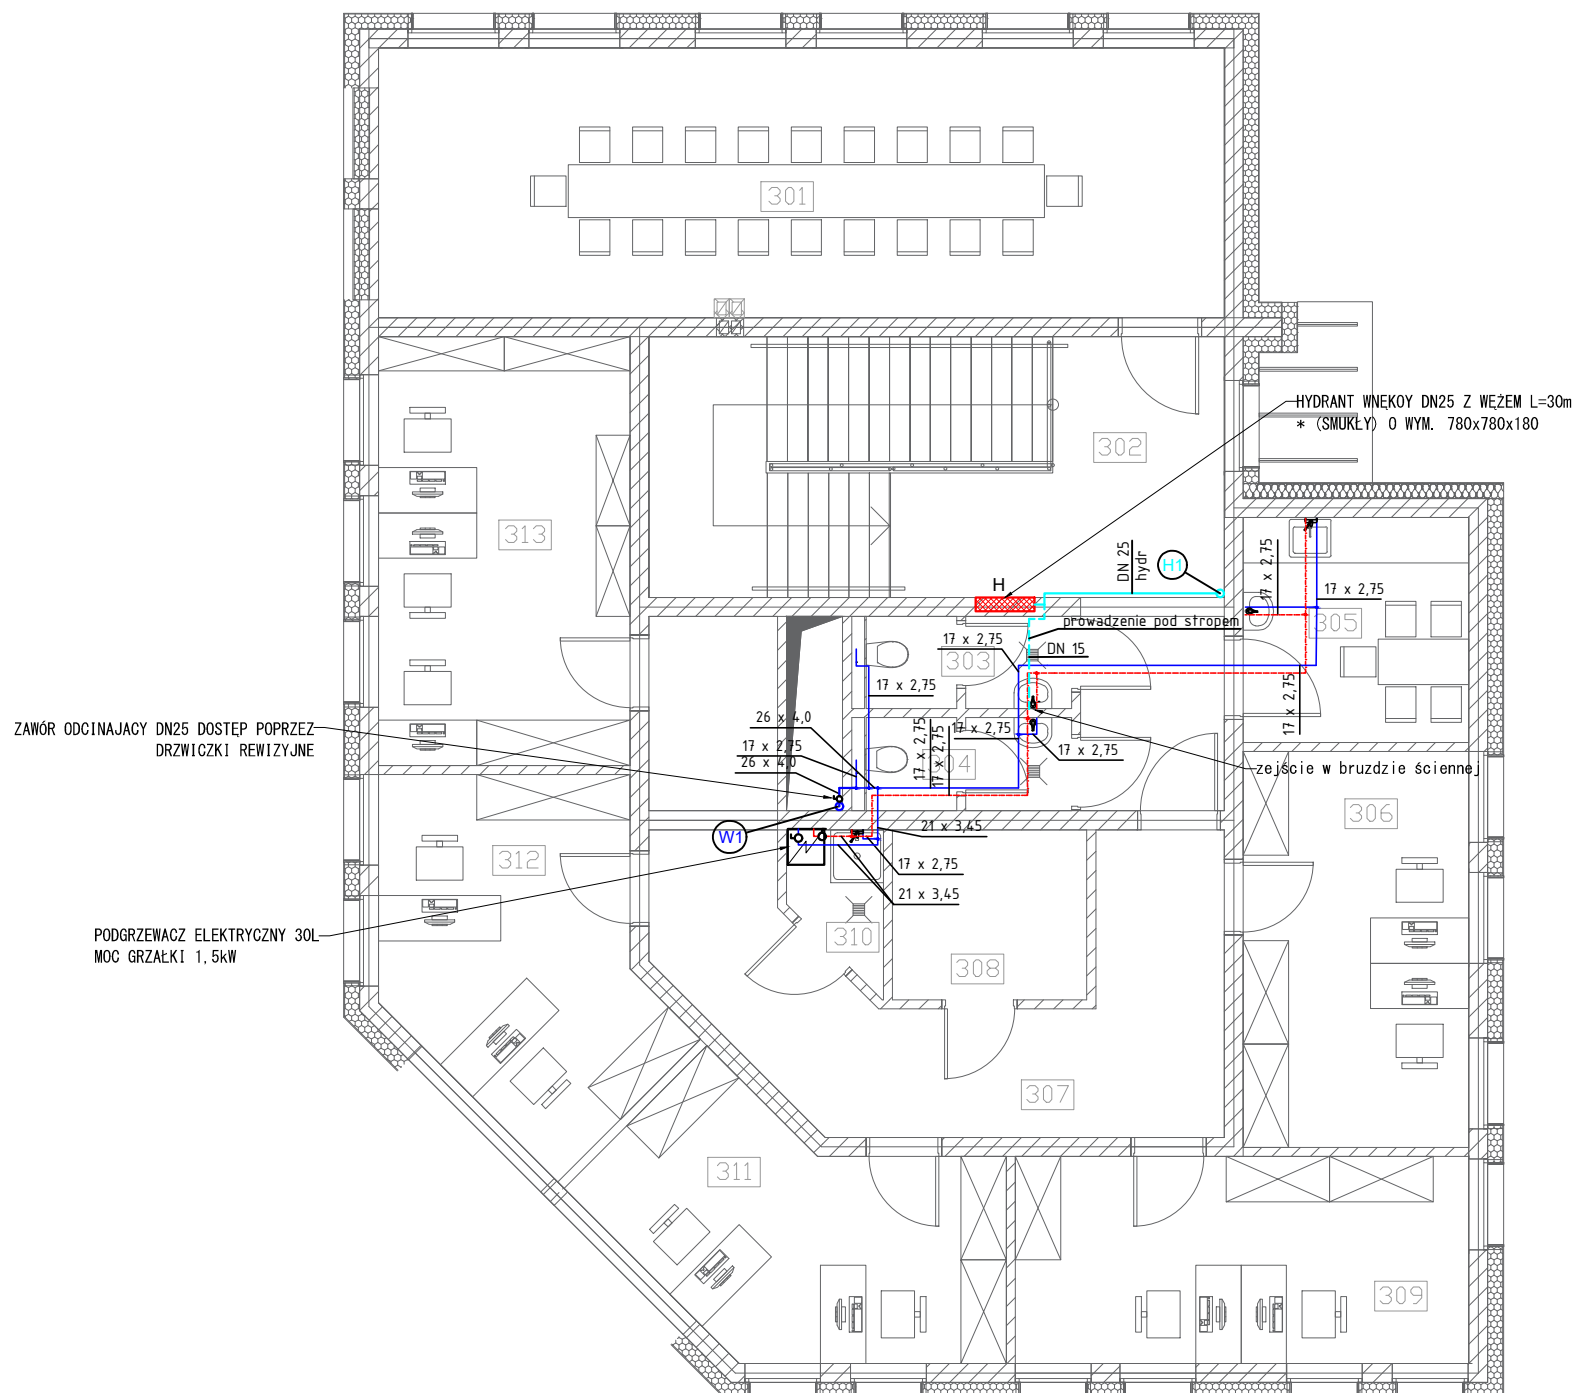 301
HYDRANT WNĘKOY DN25 Z WĘŻEM L=30m
* (SMUKŁY) O WYM. 780x780x180
302
313
DN 25
hydr
H1
H
17 x 2,75
17 x 2,75
305
prowadzenie pod stropem
17 x 2,75
303
DN 15
17 x 2,75
17 x 2,75
26 x 4,0
ZAWÓR ODCINAJACY DN25 DOSTĘP POPRZEZ
DRZWICZKI REWIZYJNE
17 x 2,75
26 x 4,0
17 x 2,75
17 x 2,75
17 x 2,75
17 x 2,75
304
zejście w bruzdzie ściennej
306
W1
21 x 3,45
312
17 x 2,75
21 x 3,45
PODGRZEWACZ ELEKTRYCZNY 30L
MOC GRZAŁKI 1,5kW
310
308
307
311
309